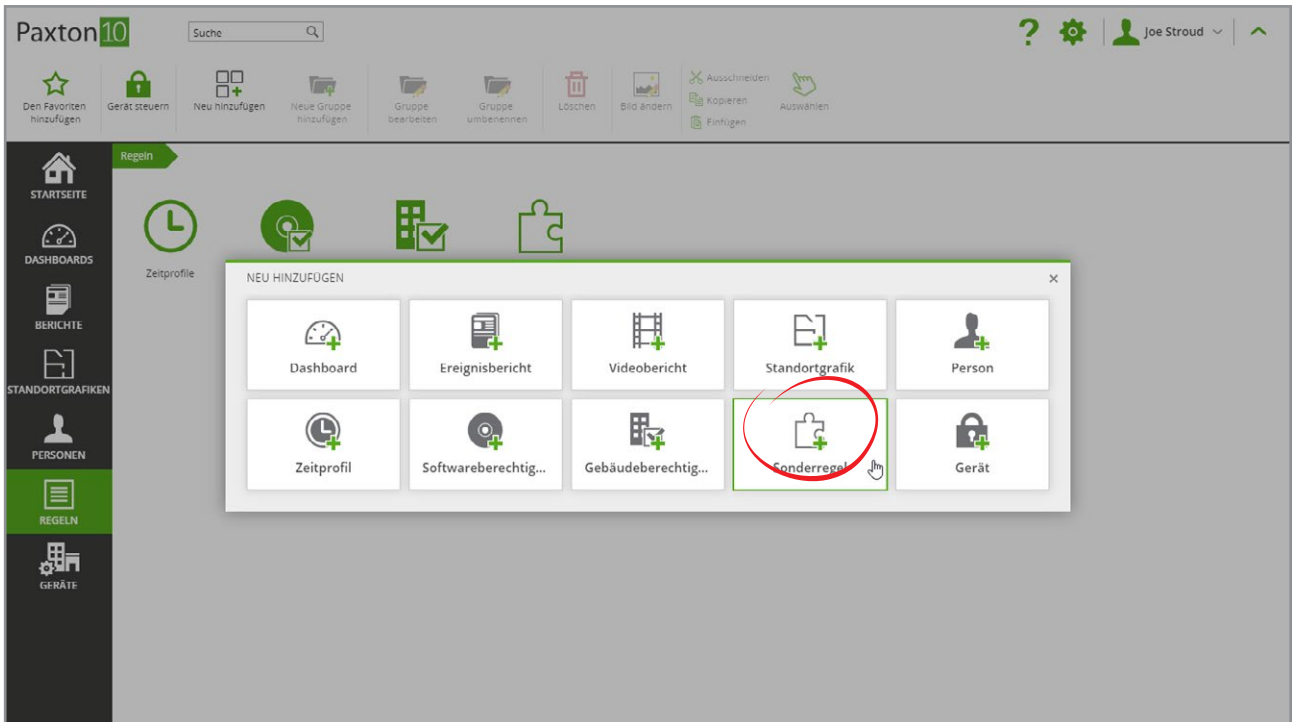 Paxton10
Suche
Joe Stroud
Den Favoriten
hinzufügen
Gerät steuern
Neu hinzufügen
Neue Gruppe
hinzufügen
Gruppe
bearbeiten
Gruppe
umbenennen
Löschen
Bild ändern
Ausschneiden
Kopieren
Einfügen
Auswählen
STARTSEITE
DASHBOARDS
BERICHTE
STANDORTGRAFIKEN
PERSONEN
REGELN
GERÄTE
Regeln
Zeitprofile
NEU HINZUFÜGEN
Dashboard
Ereignisbericht
Videobericht
Standortgrafik
Person
Zeitprofil
Softwareberechtig...
Gebäudeberechtig...
Sonderregel
Gerät